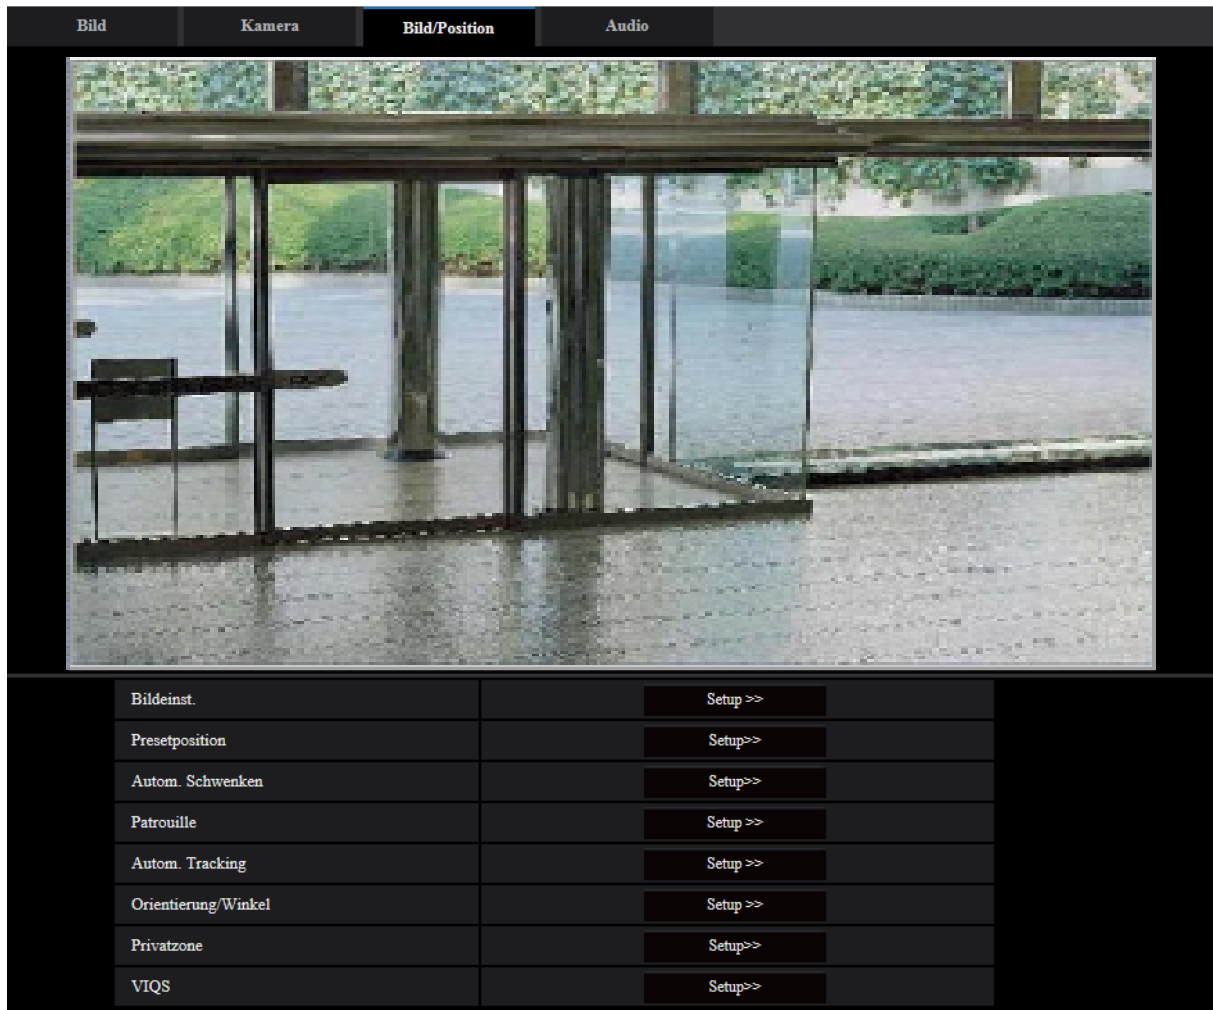 Bild Kamera Bild/Position Audio
Bildeinst. Setup >>
Presetposition Setup>>
Autom. Schwenken Setup>>
Patrouille Setup >>
Autom. Tracking Setup >>
Orientierung/Winkel Setup >>
Privatzone Setup>>
VIQS Setup>>